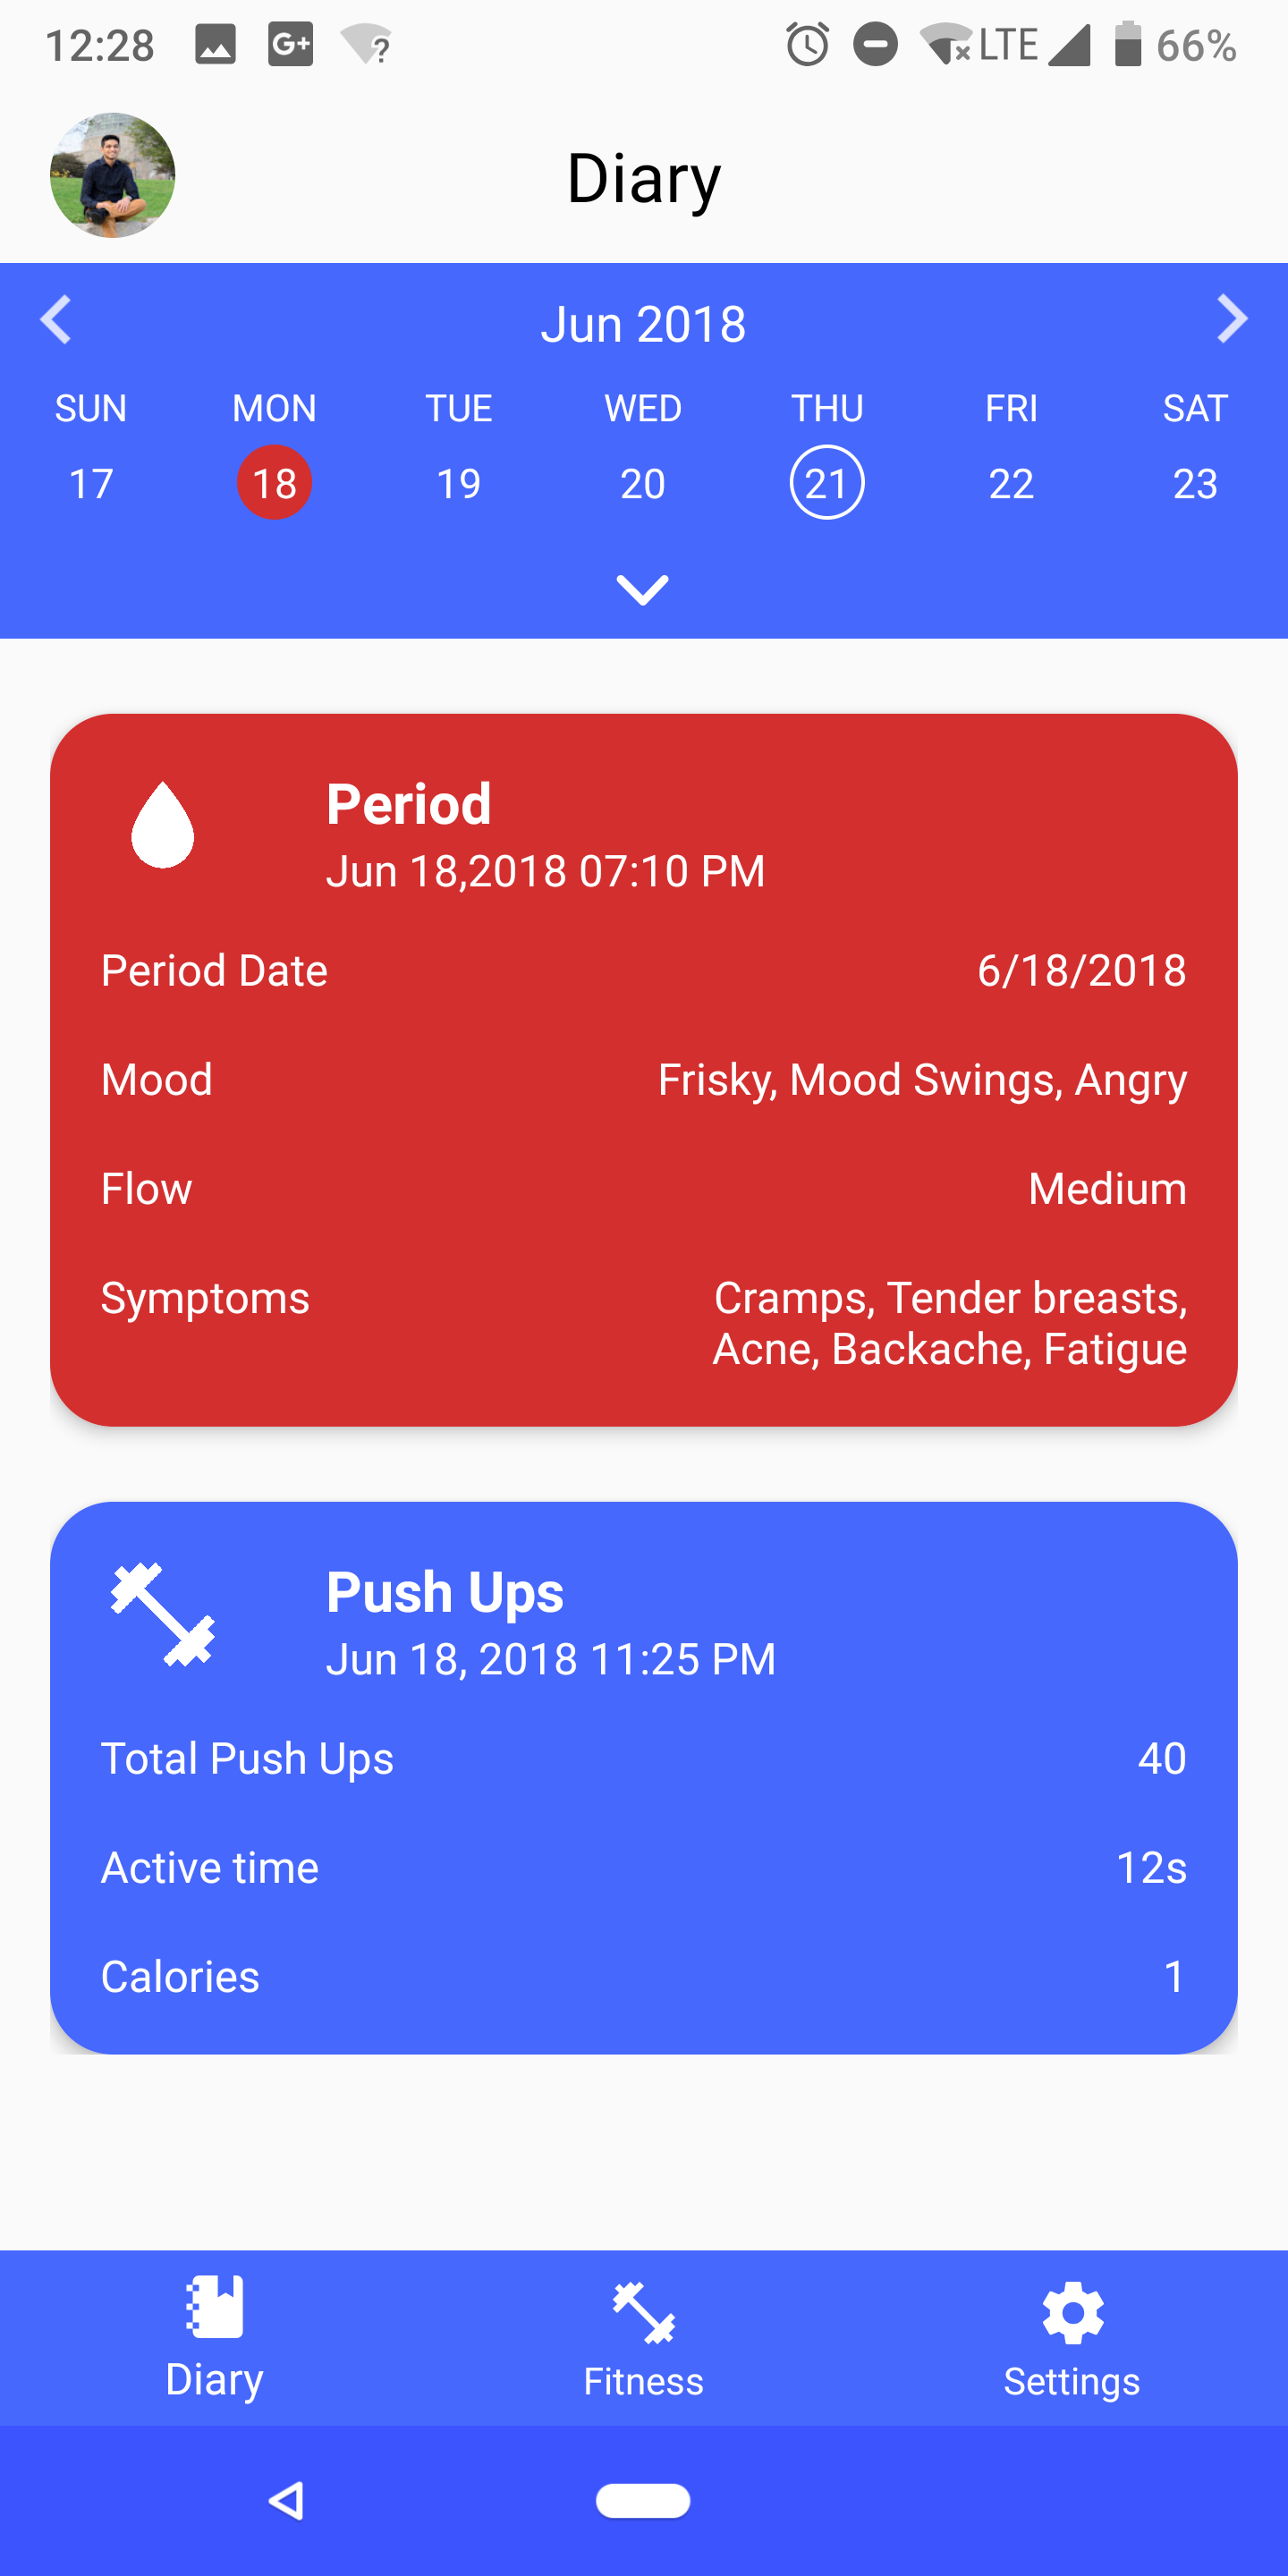 12:28 G+ ? LTE 66%
Diary
Jun 2018
SUN MON TUE WED THU FRI SAT
17 18 19 20 21 22 23
Period
Jun 18,2018 07:10 PM
Period Date 6/18/2018
Mood Frisky, Mood Swings, Angry
Flow Medium
Symptoms Cramps, Tender breasts,
Acne, Backache, Fatigue
Push Ups
Jun 18, 2018 11:25 PM
Total Push Ups 40
Active time 12s
Calories 1
Diary Fitness Settings